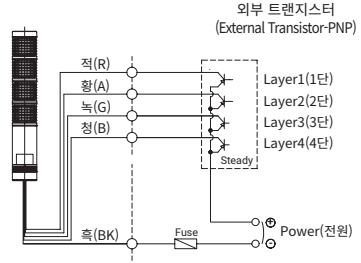 외부 트랜지스터
(External Transistor-PNP)
적(R)
황(A)
녹(G)
청(B)
Layer1(1단)
Layer2(2단)
Layer3(3단)
Layer4(4단)
Steady
흑(BK)
Fuse
Power(전원)